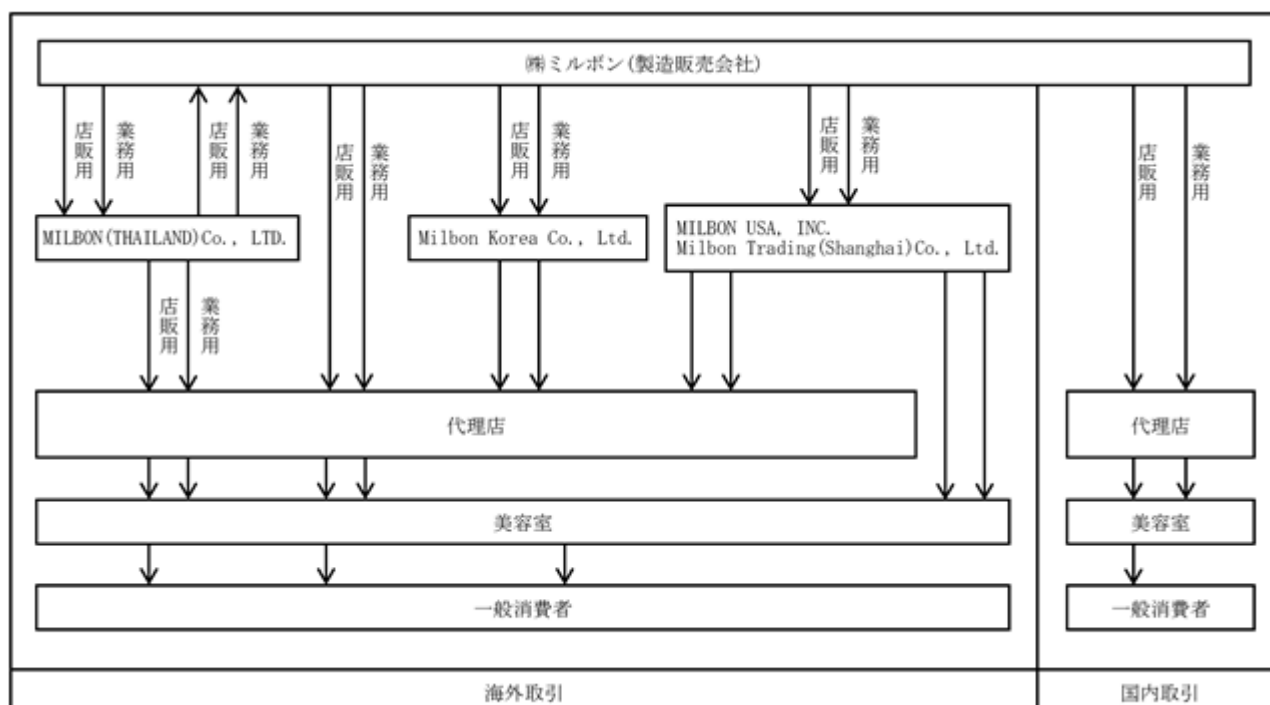 ㈱ミルボン(製造販売会社)
店販用
業務用
店販用
業務用
店販用
業務用
店販用
業務用
店販用
業務用
店販用
業務用
MILBON(THAILAND)Co., LTD.
Milbon Korea Co., Ltd.
MILBON USA, INC.
Milbon Trading(Shanghai)Co., Ltd.
店販用
業務用
代理店
代理店
美容室
美容室
一般消費者
一般消費者
海外取引
国内取引